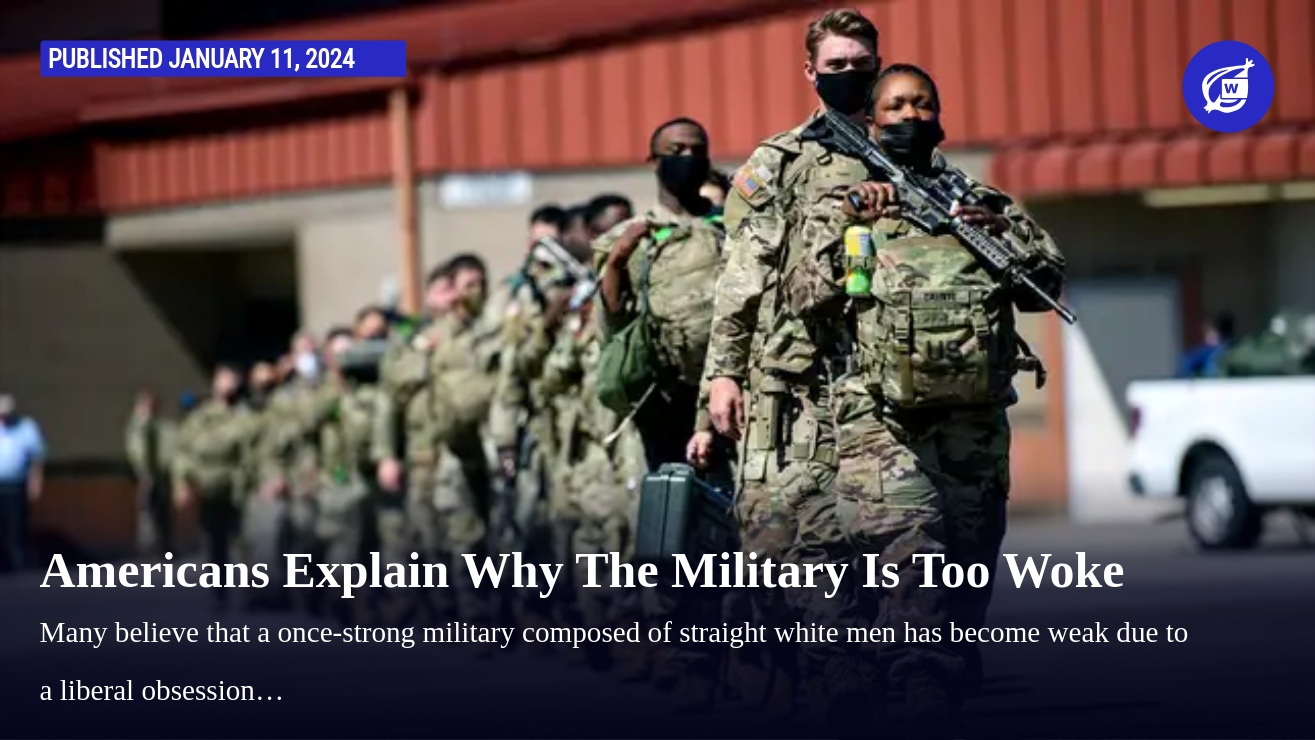 PUBLISHED JANUARY 11, 2024
W
US
Americans Explain Why The Military Is Too Woke
Many believe that a once-strong military composed of straight white men has become weak due to
a liberal obsession…